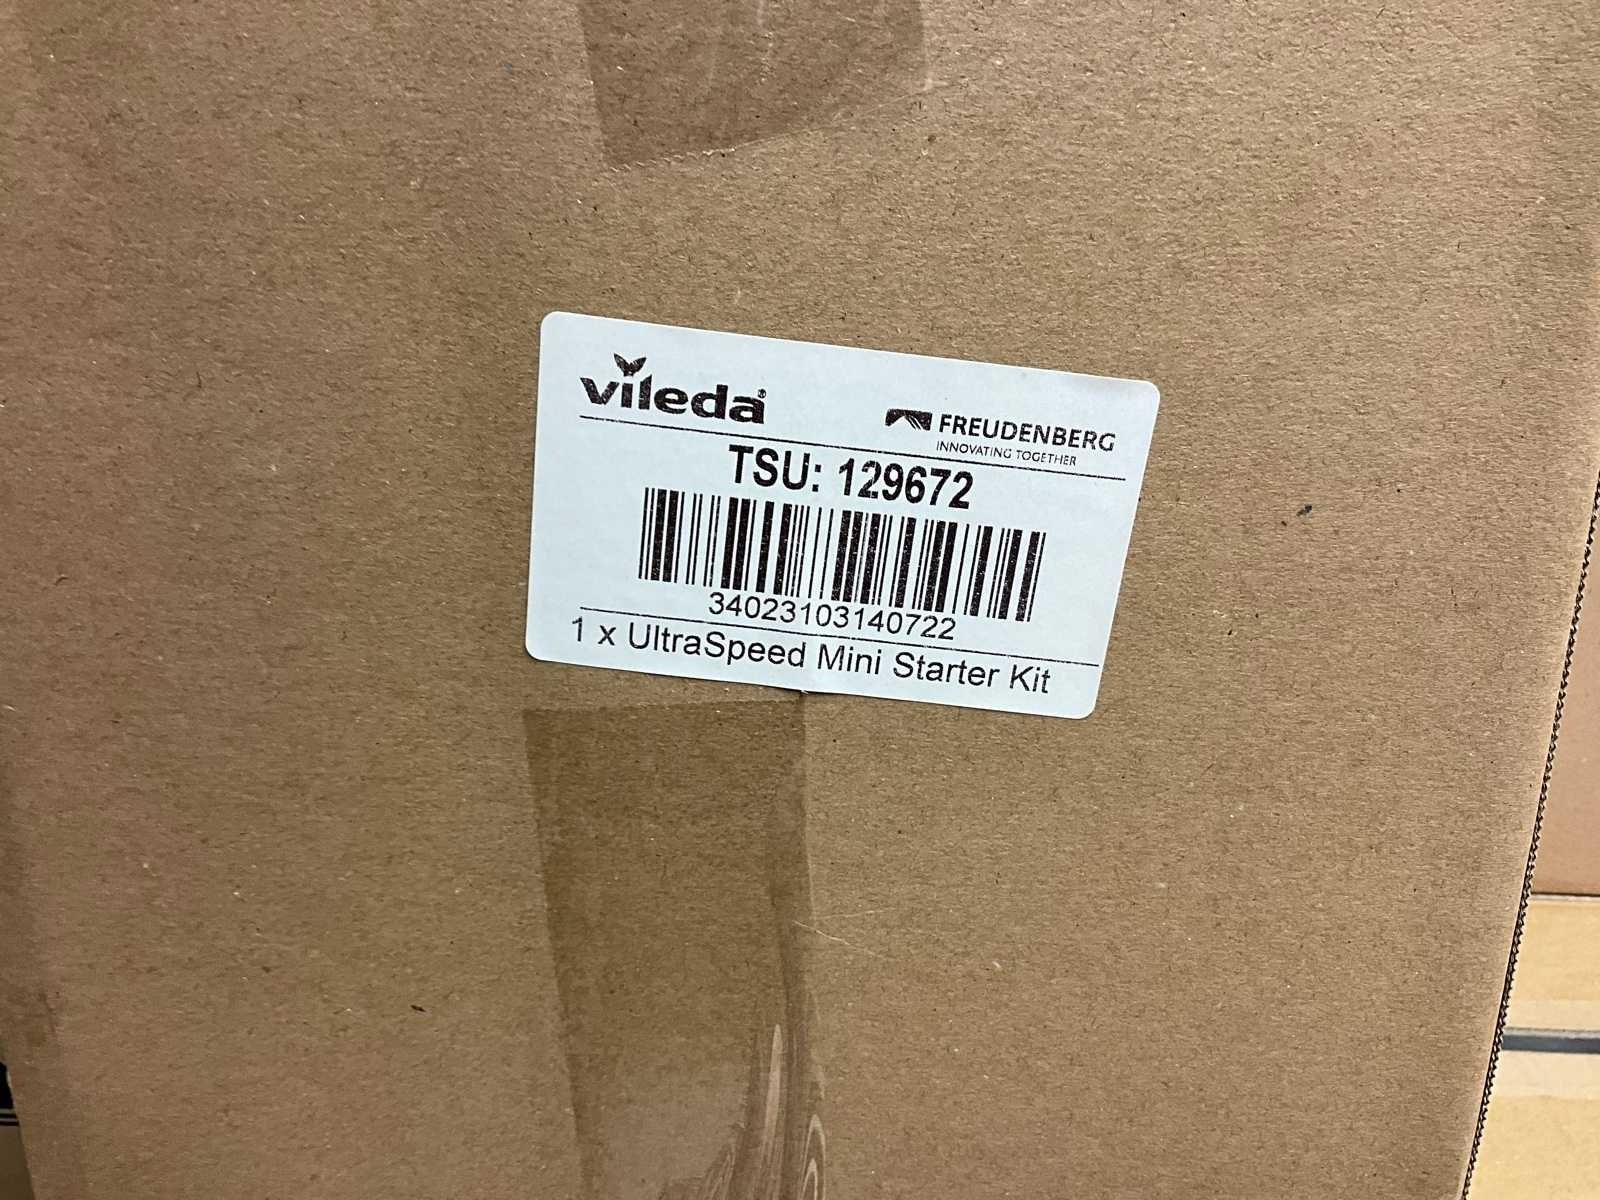 vileda®
FREUDENBERG
INNOVATING TOGETHER
TSU: 129672
34023103140722
1 x UltraSpeed Mini Starter Kit